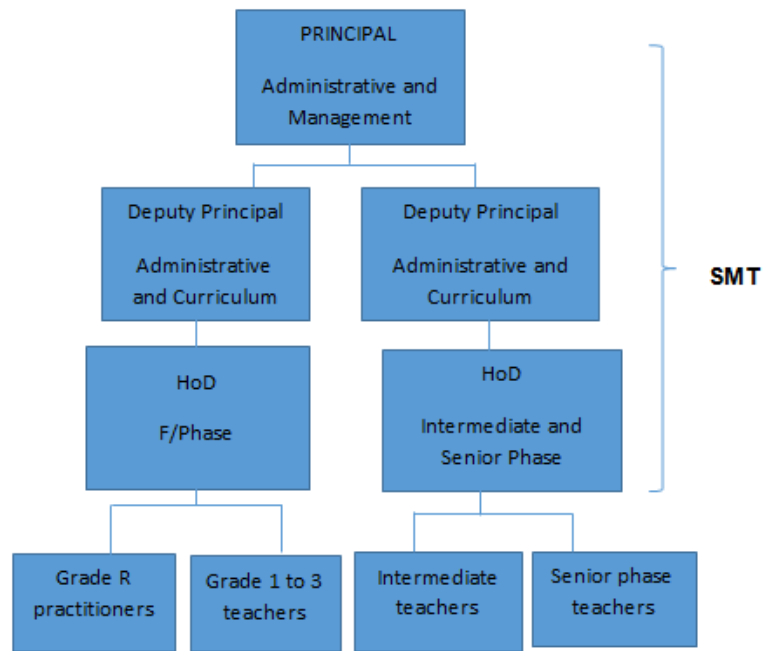 PRINCIPAL
Administrative and
Management
Deputy Principal
Administrative
and Curriculum
Deputy Principal
Administrative and
Curriculum
SMT
HoD
F/Phase
HoD
Intermediate and
Senior Phase
Grade R
practitioners
Grade 1 to 3
teachers
Intermediate
teachers
Senior phase
teachers